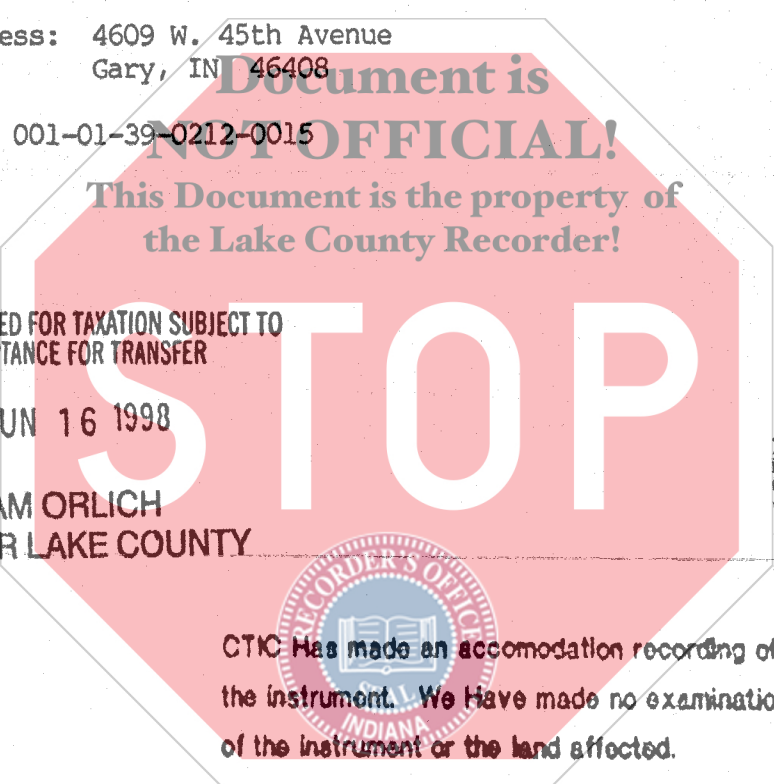 ess: 4609 W. 45th Avenue
Gary, IN 46408
Document is
001-01-39-0212-0015
NOT OFFICIAL!
This Document is the property of
the Lake County Recorder!
ED FOR TAXATION SUBJECT TO
TANCE FOR TRANSFER
STOP
UN 16 1998
AM ORLICH
R LAKE COUNTY
RECORDER'S OFFICE
SEAL
INDIANA
CTIC Has made an accomodation recording of
the instrument. We Have made no examinatio
of the instrument or the land affected.